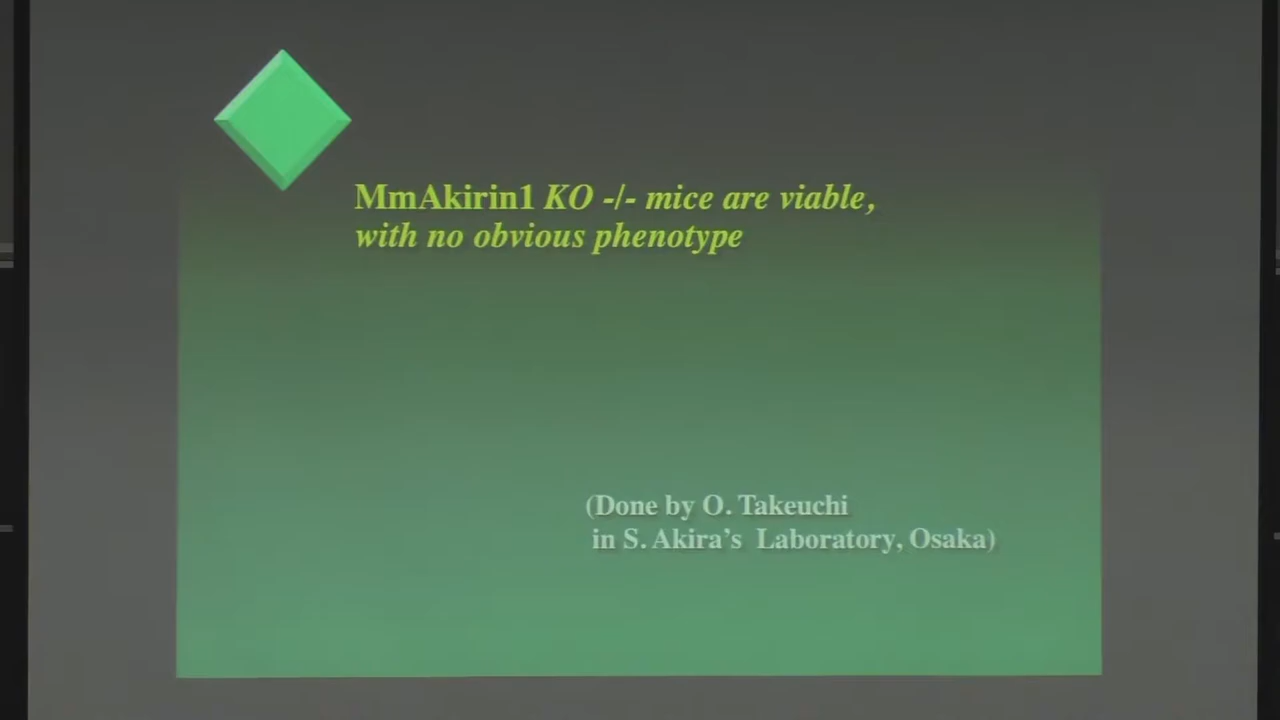 MmAkirin1 KO -/- mice are viable,
with no obvious phenotype
(Done by O. Takeuchi
in S. Akira's Laboratory, Osaka)